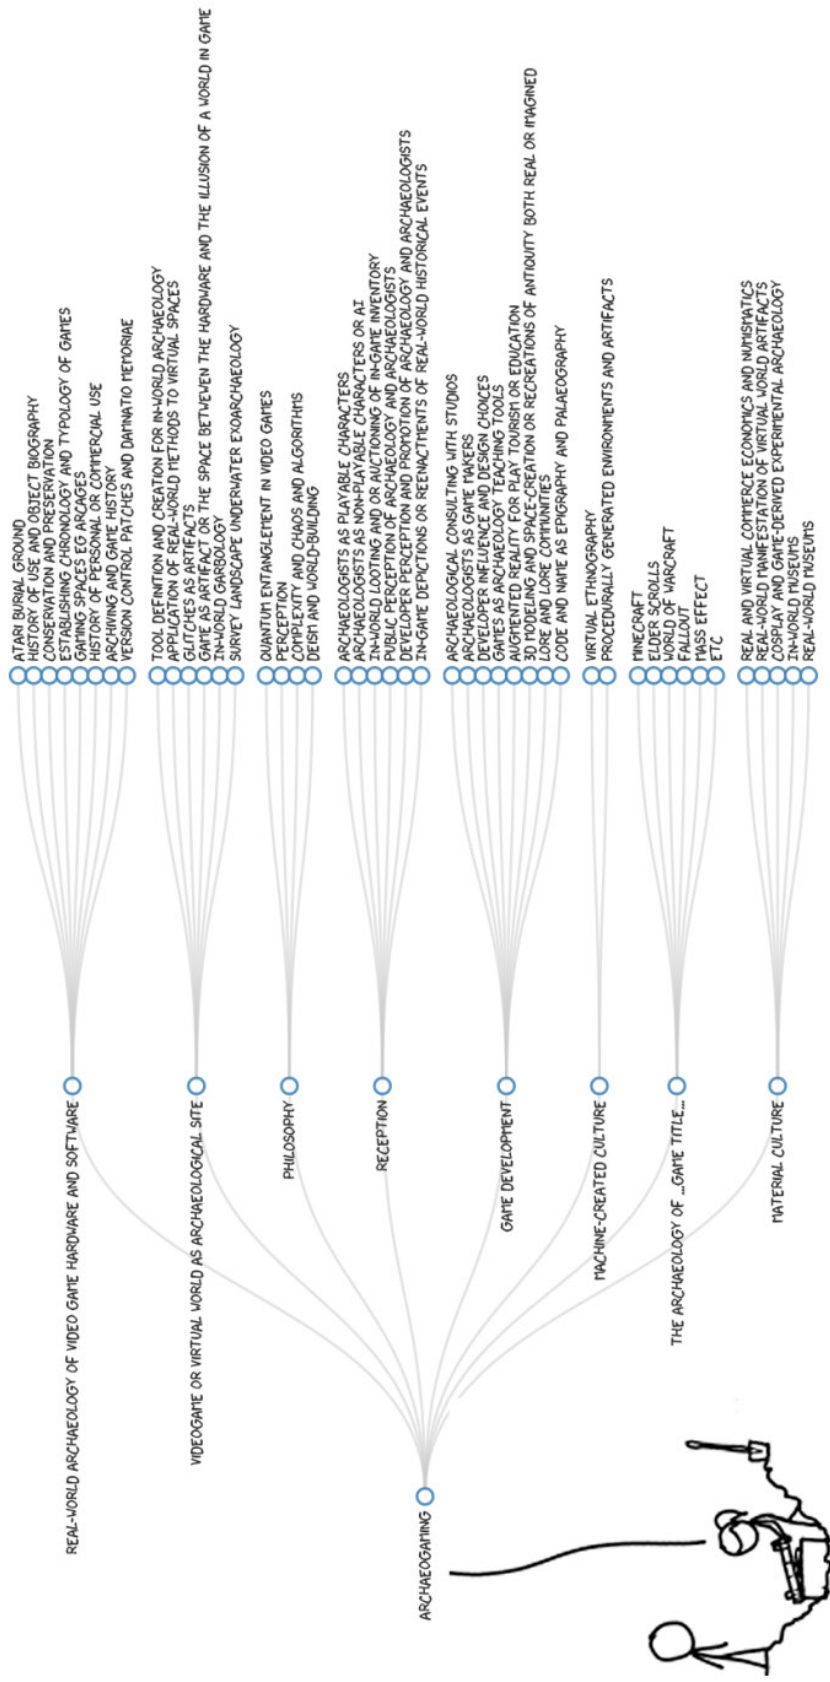 ARCHAEOGAMING
REAL-WORLD ARCHAEOLOGY OF VIDEO GAME HARDWARE AND SOFTWARE
ATARI BURIAL GROUND
HISTORY OF USE AND OBJECT BIOGRAPHY
CONSERVATION AND PRESERVATION
ESTABLISHING CHRONOLOGY AND TYPOLOGY OF GAMES
GAMING SPACES EG ARCADES
HISTORY OF PERSONAL OR COMMERCIAL USE
ARCHIVING AND GAME HISTORY
VERSION CONTROL PATCHES AND DAMNATIO MEMORIAE
VIDEOGAME OR VIRTUAL WORLD AS ARCHAEOLOGICAL SITE
TOOL DEFINITION AND CREATION FOR IN-WORLD ARCHAEOLOGY
APPLICATION OF REAL-WORLD METHODS TO VIRTUAL SPACES
GLITCHES AS ARTIFACTS
GAME AS ARTIFACT OR THE SPACE BETWEWEN THE HARDWARE AND THE ILLUSION OF A WORLD IN GAME
IN-WORLD GARBOLOGY
SURVEY LANDSCAPE UNDERWATER EXOARCHAEOLOGY
PHILOSOPHY
QUANTUM ENTANGLEMENT IN VIDEO GAMES
PERCEPTION
COMPLEXITY AND CHAOS AND ALGORITHMS
DEISM AND WORLD-BUILDING
RECEPTION
ARCHAEOLOGISTS AS PLAYABLE CHARACTERS
ARCHAEOLOGISTS AS NON-PLAYABLE CHARACTERS OR AI
IN-WORLD LOOTING AND OR AUCTIONING OF IN-GAME INVENTORY
PUBLIC PERCEPTION OF ARCHAEOLOGY AND ARCHAEOLOGISTS
DEVELOPER PERCEPTION AND PROMOTION OF ARCHAEOLOGY AND ARCHAEOLOGISTS
IN-GAME DEPICTIONS OR REENACTMENTS OF REAL-WORLD HISTORICAL EVENTS
GAME DEVELOPMENT
ARCHAEOLOGICAL CONSULTING WITH STUDIOS
ARCHAEOLOGISTS AS GAME MAKERS
DEVELOPER INFLUENCE AND DESIGN CHOICES
GAMES AS ARCHAEOLOGY TEACHING TOOLS
AUGMENTED REALITY FOR PLAY TOURISM OR EDUCATION
3D MODELING AND SPACE-CREATION OR RECREATIONS OF ANTIQUITY BOTH REAL OR IMAGINED
LORE AND LORE COMMUNITIES
CODE AND NAME AS EPIGRAPHY AND PALAEOGRAPHY
MACHINE-CREATED CULTURE
VIRTUAL ETHNOGRAPHY
PROCEDURALLY GENERATED ENVIRONMENTS AND ARTIFACTS
THE ARCHAEOLOGY OF ...GAME TITLE...
MINECRAFT
ELDER SCROLLS
WORLD OF WARCRAFT
FALLOUT
MASS EFFECT
ETC
MATERIAL CULTURE
REAL AND VIRTUAL COMMERCE ECONOMICS AND NUMISMATICS
REAL-WORLD MANIFESTATION OF VIRTUAL WORLD ARTIFACTS
COSPLAY AND GAME-DERIVED EXPERIMENTAL ARCHAEOLOGY
IN-WORLD MUSEUMS
REAL-WORLD MUSEUMS